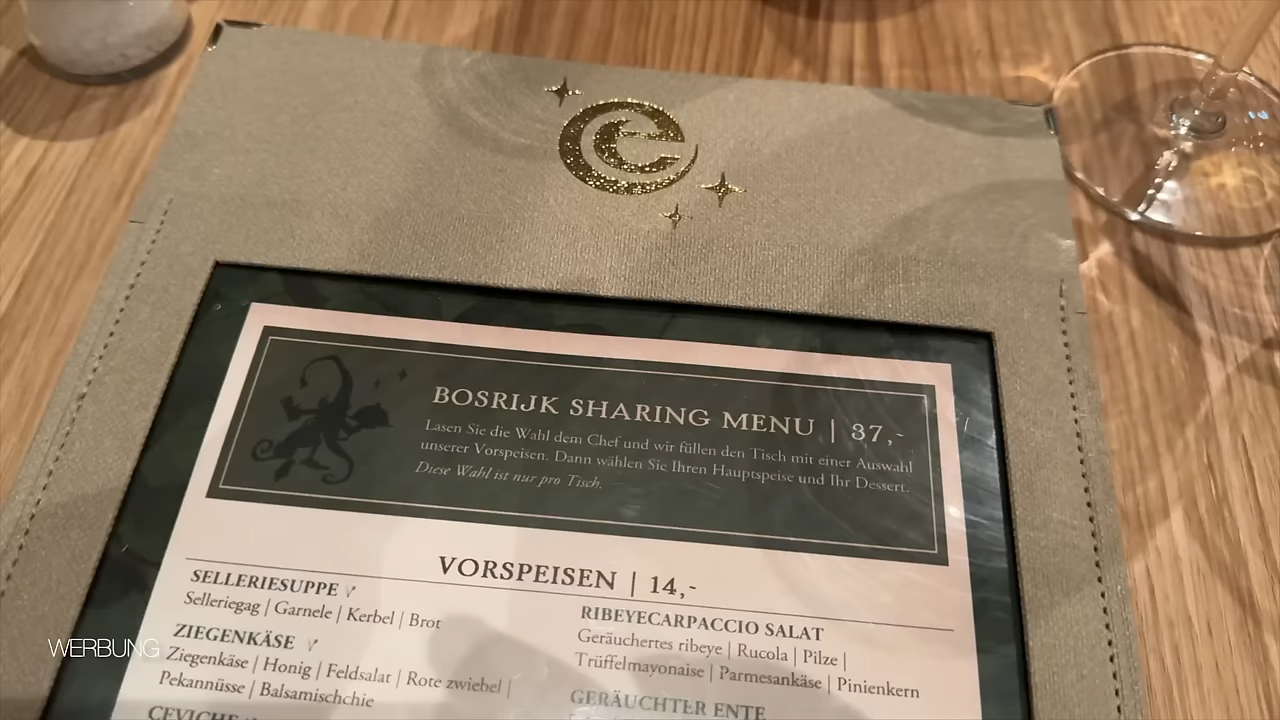 BOSRIJK SHARING MENU | 37,-
Lasen Sie die Wahl dem Chef und wir füllen den Tisch mit einer Auswahl
unserer Vorspeisen. Dann wählen Sie Ihren Hauptspeise und Ihr Dessert.
Diese Wahl ist nur pro Tisch.
VORSPEISEN | 14,-
SELLERIESUPPE V
Selleriegag | Garnele | Kerbel | Brot
ZIEGENKÄSE V
Ziegenkäse | Honig | Feldsalat | Rote zwiebel |
Pekannüsse | Balsamischchie
CEVICHE
RIBEYECARPACCIO SALAT
Geräuchertes ribeye | Rucola | Pilze |
Trüffelmayonaise | Parmesankäse | Pinienkern
GERÄUCHTER ENTE
WERBUNG